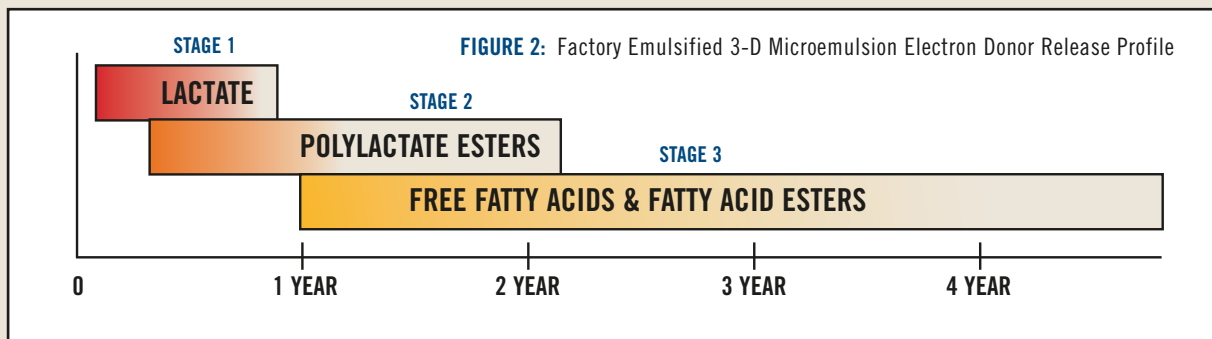 STAGE 1
FIGURE 2: Factory Emulsified 3-D Microemulsion Electron Donor Release Profile
LACTATE
STAGE 2
POLYLACTATE ESTERS
STAGE 3
FREE FATTY ACIDS & FATTY ACID ESTERS
0 1 YEAR 2 YEAR 3 YEAR 4 YEAR